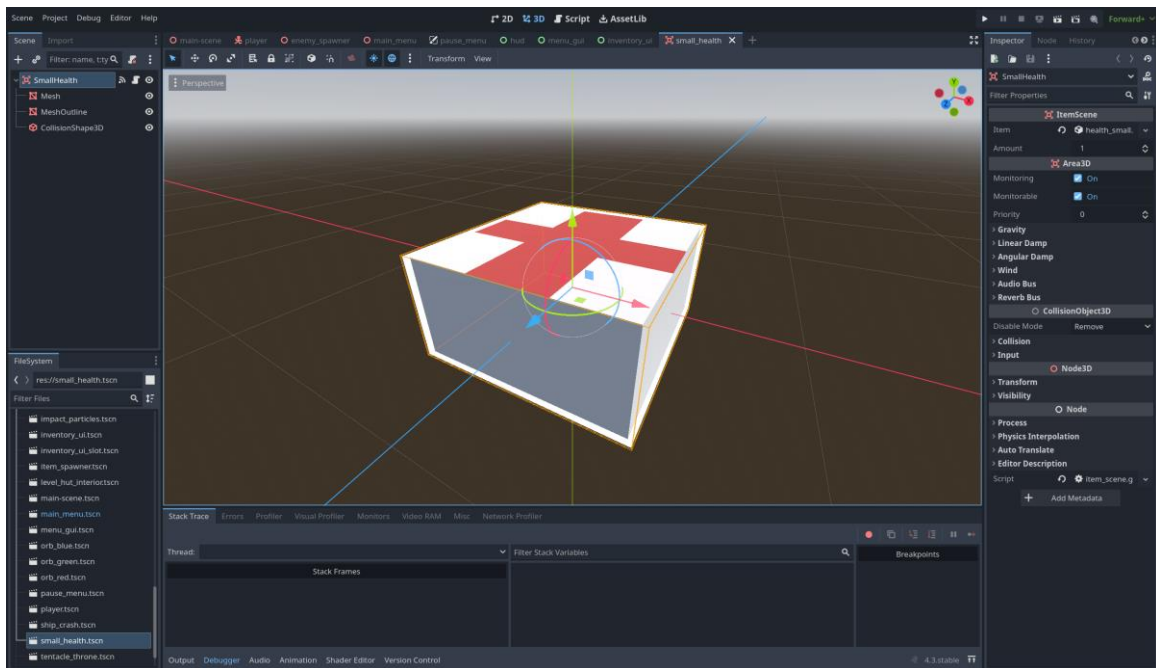 Scene Project Debug Editor Help
2D 3D Script AssetLib
Forward+
Scene Import
Filter: name, t:ty
SmallHealth
Mesh
MeshOutline
CollisionShape3D
main-scene player enemy_spawner main_menu pause_menu hud menu_gui inventory_ui small_health
Transform View
Perspective
Y
X
Z
FileSystem
res://small_health.tscn
Filter Files
impact_particles.tscn
inventory_ui.tscn
inventory_ui_slot.tscn
item_spawner.tscn
level_hut_interior.tscn
main-scene.tscn
main_menu.tscn
menu_gui.tscn
orb_blue.tscn
orb_green.tscn
orb_red.tscn
pause_menu.tscn
player.tscn
ship_crash.tscn
small_health.tscn
tentacle_throne.tscn
Stack Trace Errors Profiler Visual Profiler Monitors Video RAM Misc Network Profiler
Thread:
Filter Stack Variables
Stack Frames
Breakpoints
Output Debugger Audio Animation Shader Editor Version Control
4.3.stable
Inspector Node History
SmallHealth
Filter Properties
ItemScene
Item health_small.
Amount 1
Area3D
Monitoring On
Monitorable On
Priority 0
Gravity
Linear Damp
Angular Damp
Wind
Audio Bus
Reverb Bus
CollisionObject3D
Disable Mode Remove
Collision
Input
Node3D
Transform
Visibility
Node
Process
Physics Interpolation
Auto Translate
Editor Description
Script item_scene.g
Add Metadata